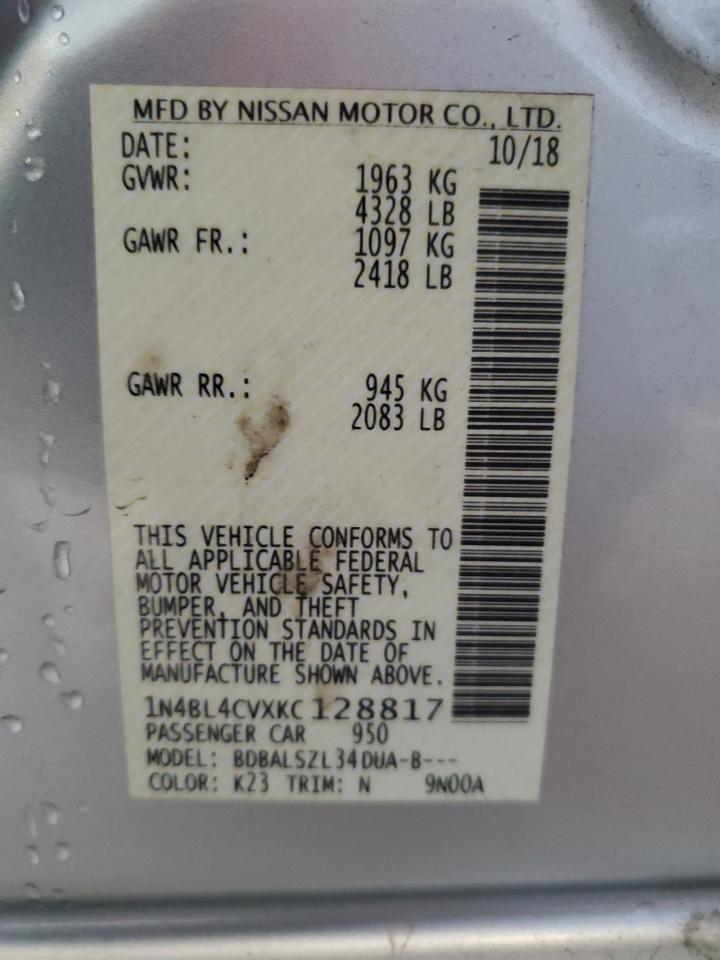 MFD BY NISSAN MOTOR CO., LTD.
DATE: 10/18
GVWR: 1963 KG
4328 LB
GAWR FR.: 1097 KG
2418 LB
GAWR RR.: 945 KG
2083 LB
THIS VEHICLE CONFORMS TO
ALL APPLICABLE FEDERAL
MOTOR VEHICLE SAFETY,
BUMPER, AND THEFT
PREVENTION STANDARDS IN
EFFECT ON THE DATE OF
MANUFACTURE SHOWN ABOVE.
1N4BL4CVXKC128817
PASSENGER CAR 950
MODEL: BDBALSZL34DUA-B---
COLOR: K23 TRIM: N 9N00A